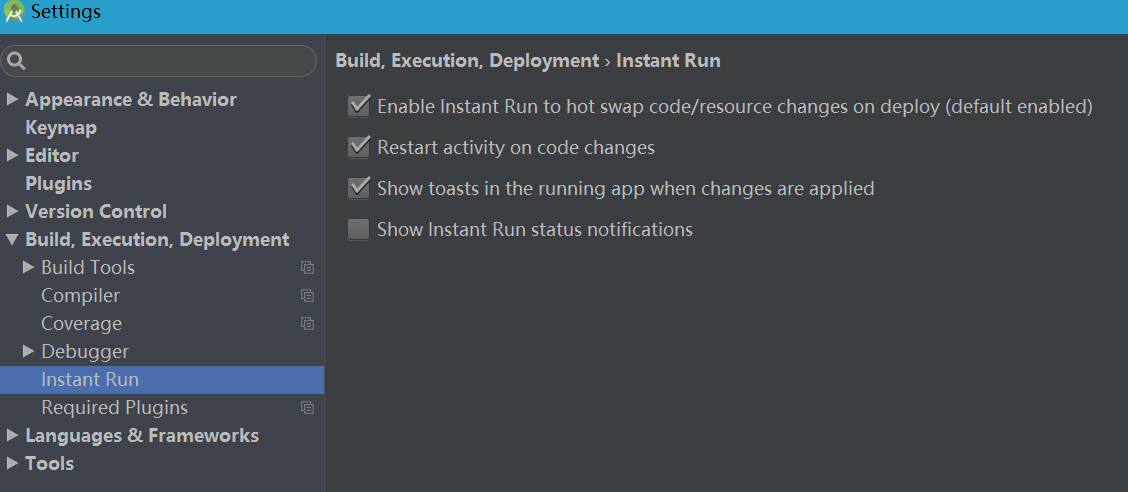 Settings
Appearance & Behavior
Keymap
Editor
Plugins
Version Control
Build, Execution, Deployment
Build Tools
Compiler
Coverage
Debugger
Instant Run
Required Plugins
Languages & Frameworks
Tools
Build, Execution, Deployment › Instant Run
Enable Instant Run to hot swap code/resource changes on deploy (default enabled)
Restart activity on code changes
Show toasts in the running app when changes are applied
Show Instant Run status notifications